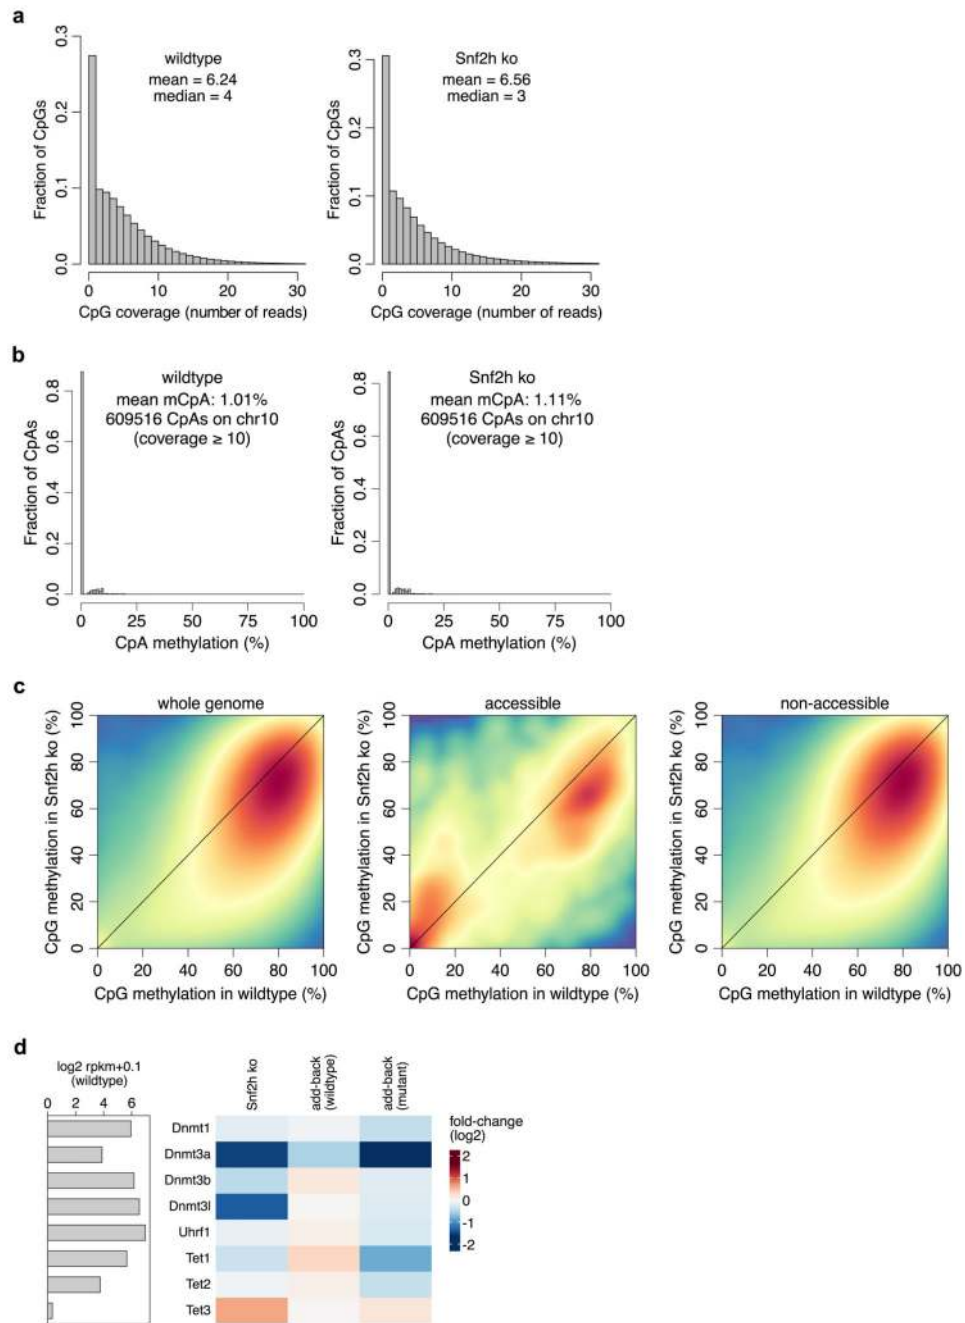 a
wildtype
mean = 6.24
median = 4
Fraction of CpGs
0.0 0.1 0.2 0.3
0 10 20 30
CpG coverage (number of reads)
Snf2h ko
mean = 6.56
median = 3
Fraction of CpGs
0.0 0.1 0.2 0.3
0 10 20 30
CpG coverage (number of reads)
b
wildtype
mean mCpA: 1.01%
609516 CpAs on chr10
(coverage ≥ 10)
Fraction of CpAs
0.0 0.2 0.4 0.6 0.8
0 25 50 75 100
CpA methylation (%)
Snf2h ko
mean mCpA: 1.11%
609516 CpAs on chr10
(coverage ≥ 10)
Fraction of CpAs
0.0 0.2 0.4 0.6 0.8
0 25 50 75 100
CpA methylation (%)
c
whole genome
CpG methylation in Snf2h ko (%)
0 20 40 60 80 100
0 20 40 60 80 100
CpG methylation in wildtype (%)
accessible
CpG methylation in Snf2h ko (%)
0 20 40 60 80 100
0 20 40 60 80 100
CpG methylation in wildtype (%)
non-accessible
CpG methylation in Snf2h ko (%)
0 20 40 60 80 100
0 20 40 60 80 100
CpG methylation in wildtype (%)
d
log2 rpkm+0.1
(wildtype)
0 2 4 6
Snf2h ko
add-back
(wildtype)
add-back
(mutant)
Dnmt1
Dnmt3a
Dnmt3b
Dnmt3l
Uhrf1
Tet1
Tet2
Tet3
fold-change
(log2)
2
1
0
-1
-2